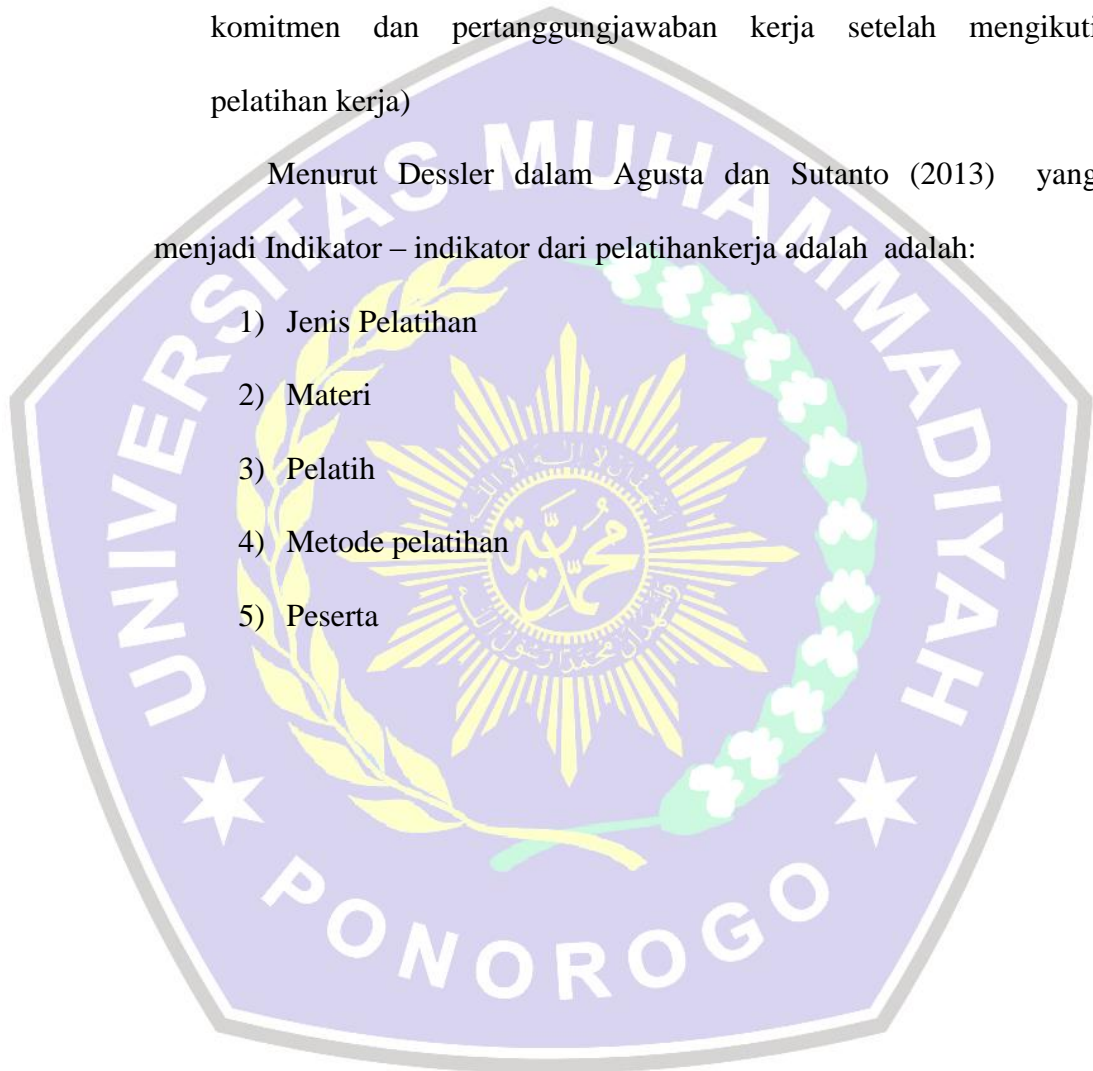 komitmen dan pertanggungjawaban kerja setelah mengikuti
pelatihan kerja)
Menurut Dessler dalam Agusta dan Sutanto (2013) yang
menjadi Indikator – indikator dari pelatihankerja adalah adalah:
1) Jenis Pelatihan
2) Materi
3) Pelatih
4) Metode pelatihan
5) Peserta
UNIVERSITAS MUHAMMADIYAH
PONOROGO
محمد